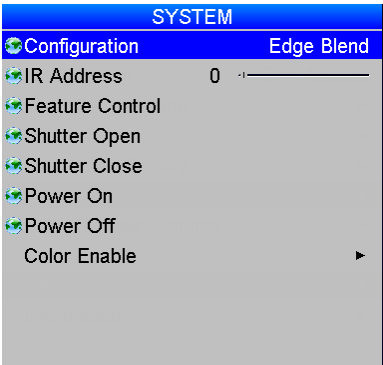 SYSTEM
Configuration Edge Blend
IR Address 0
Feature Control
Shutter Open
Shutter Close
Power On
Power Off
Color Enable